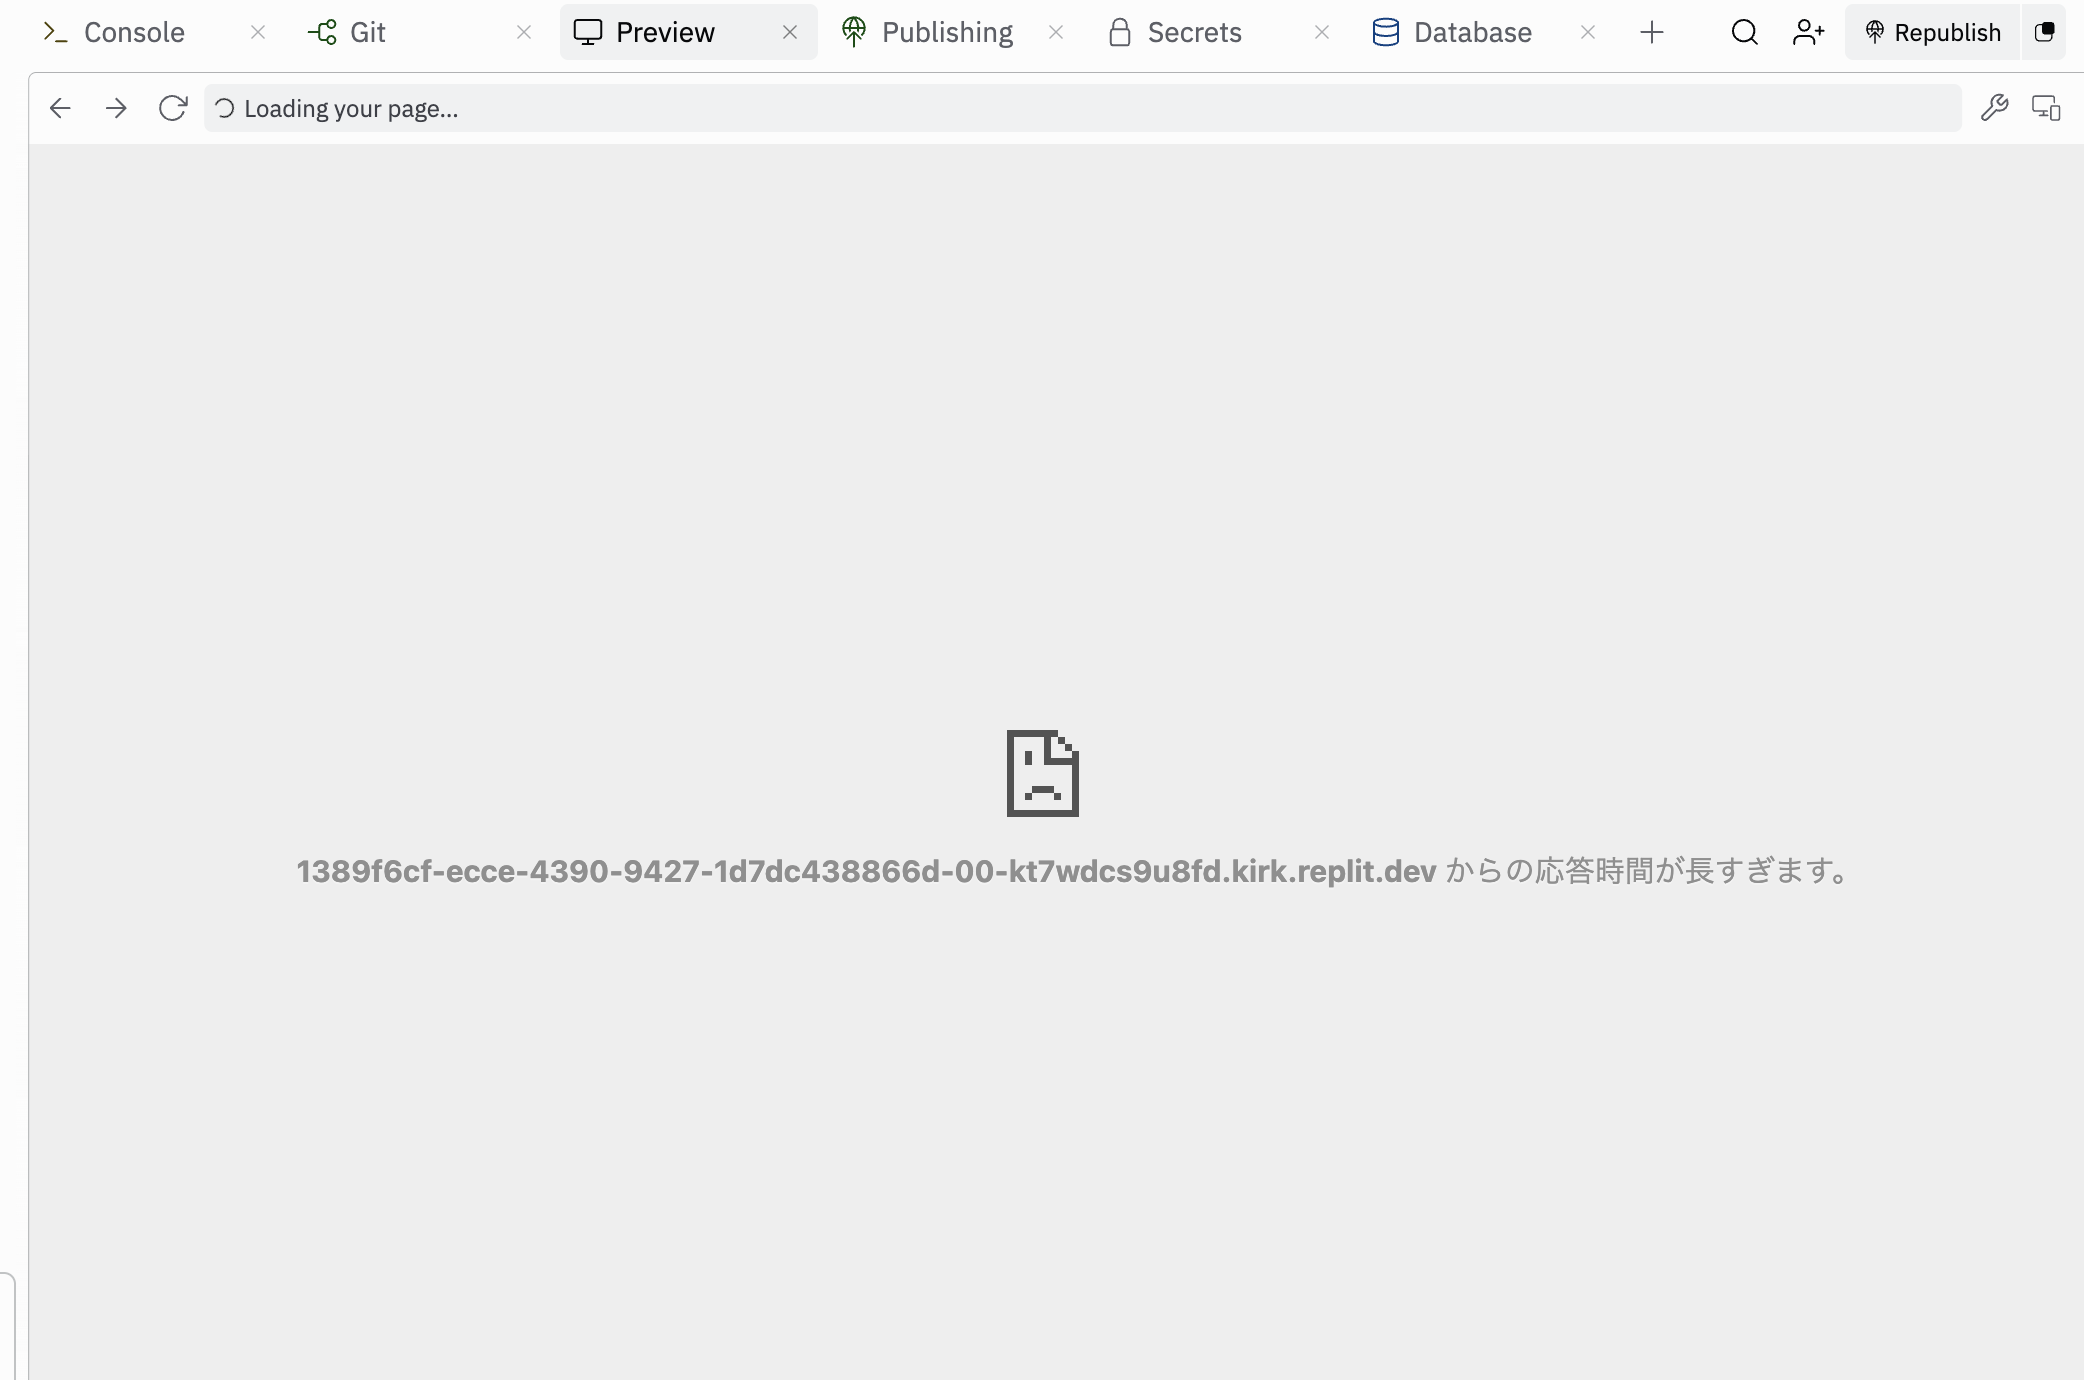 Console
Git
Preview
Publishing
Secrets
Database
Republish
Loading your page...
1389f6cf-ecce-4390-9427-1d7dc438866d-00-kt7wdcs9u8fd.kirk.replit.dev からの応答時間が長すぎます。